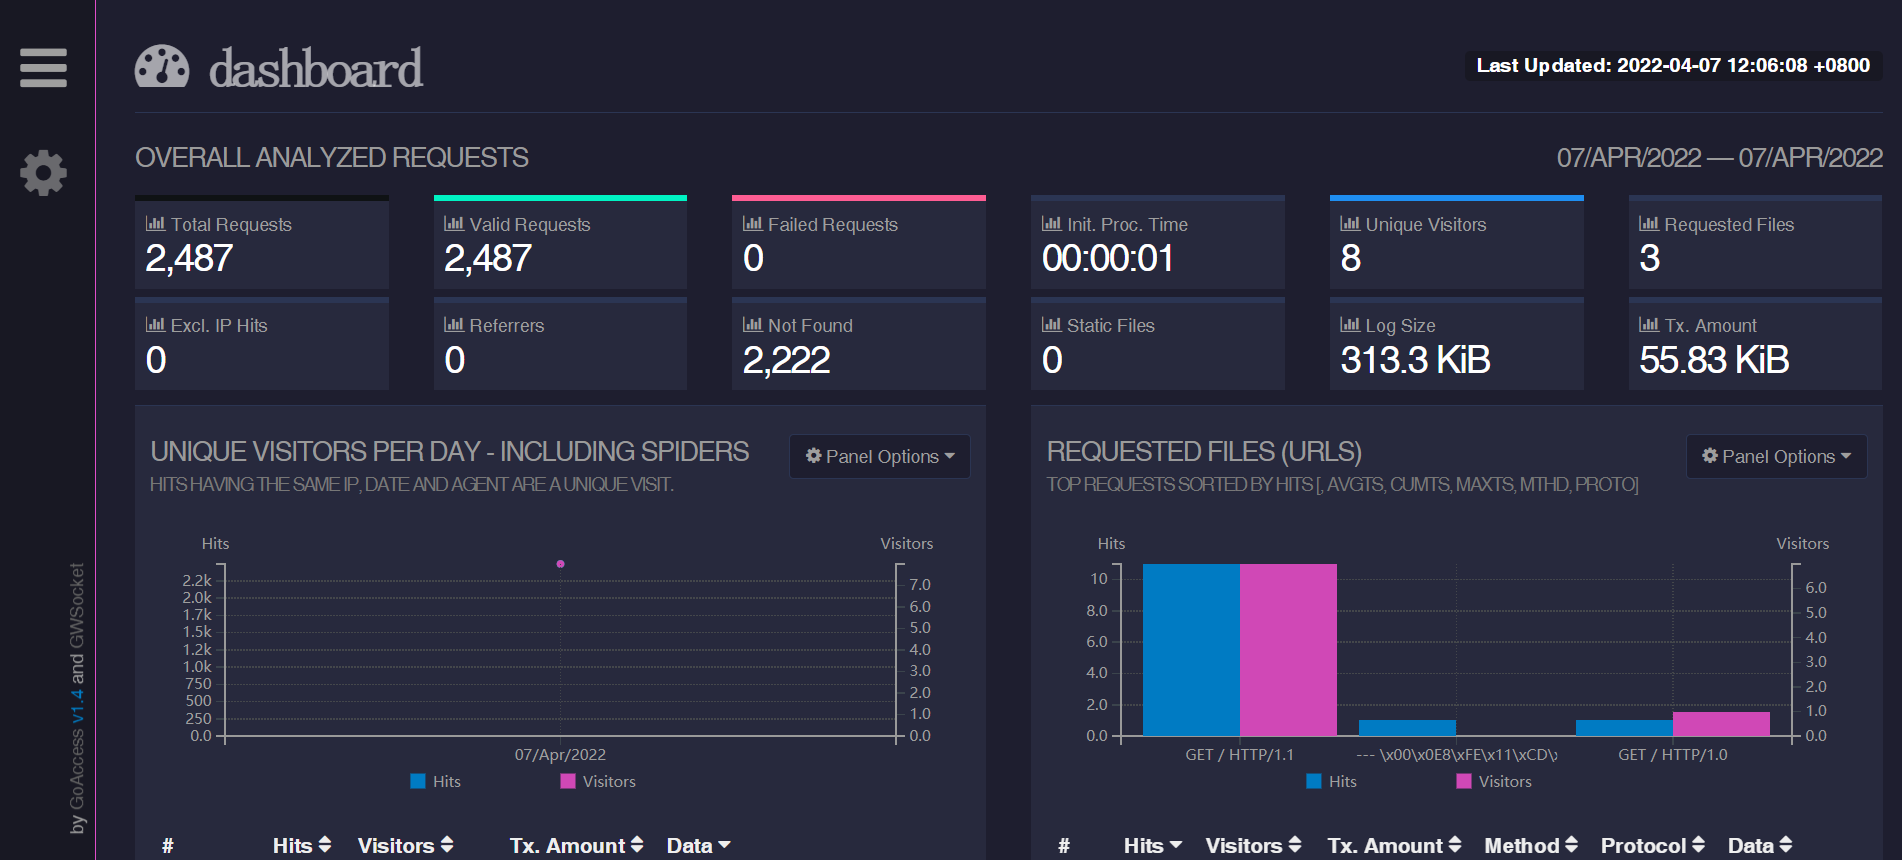 dashboard
Last Updated: 2022-04-07 12:06:08 +0800
OVERALL ANALYZED REQUESTS
07/APR/2022 — 07/APR/2022
Total Requests
2,487
Valid Requests
2,487
Failed Requests
0
Init. Proc. Time
00:00:01
Unique Visitors
8
Requested Files
3
Excl. IP Hits
0
Referrers
0
Not Found
2,222
Static Files
0
Log Size
313.3 KiB
Tx. Amount
55.83 KiB
UNIQUE VISITORS PER DAY - INCLUDING SPIDERS
Panel Options
HITS HAVING THE SAME IP, DATE AND AGENT ARE A UNIQUE VISIT.
Hits
Visitors
2.2k
2.0k
1.7k
1.5k
1.2k
1.0k
750
500
250
0.0
7.0
6.0
5.0
4.0
3.0
2.0
1.0
0.0
07/Apr/2022
Hits
Visitors
# Hits Visitors Tx. Amount Data
REQUESTED FILES (URLS)
Panel Options
TOP REQUESTS SORTED BY HITS [, AVGTS, CUMTS, MAXTS, MTHD, PROTO]
Hits
Visitors
10
8.0
6.0
4.0
2.0
0.0
6.0
5.0
4.0
3.0
2.0
1.0
0.0
GET / HTTP/1.1
--- \x00\x0E8\xFE\x11\xCD\
GET / HTTP/1.0
Hits
Visitors
# Hits Visitors Tx. Amount Method Protocol Data
by GoAccess v1.4 and GWSocket